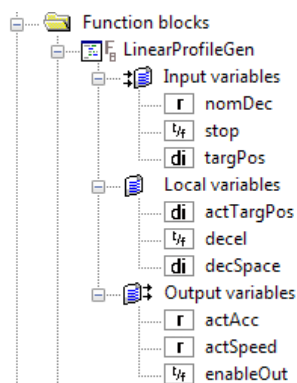 Function blocks
F B LinearProfileGen
Input variables
r nomDec
t/f stop
di targPos
Local variables
di actTargPos
t/f decel
di decSpace
Output variables
r actAcc
r actSpeed
t/f enableOut